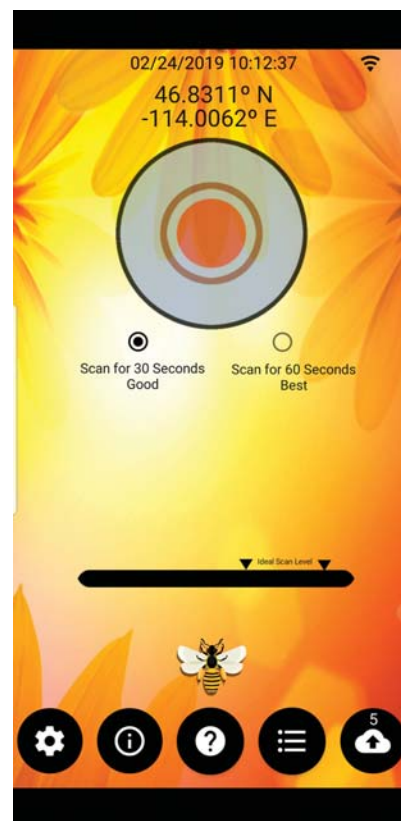 02/24/2019 10:12:37
46.8311º N
-114.0062º E
Scan for 30 Seconds
Good
Scan for 60 Seconds
Best
Ideal Scan Level
5